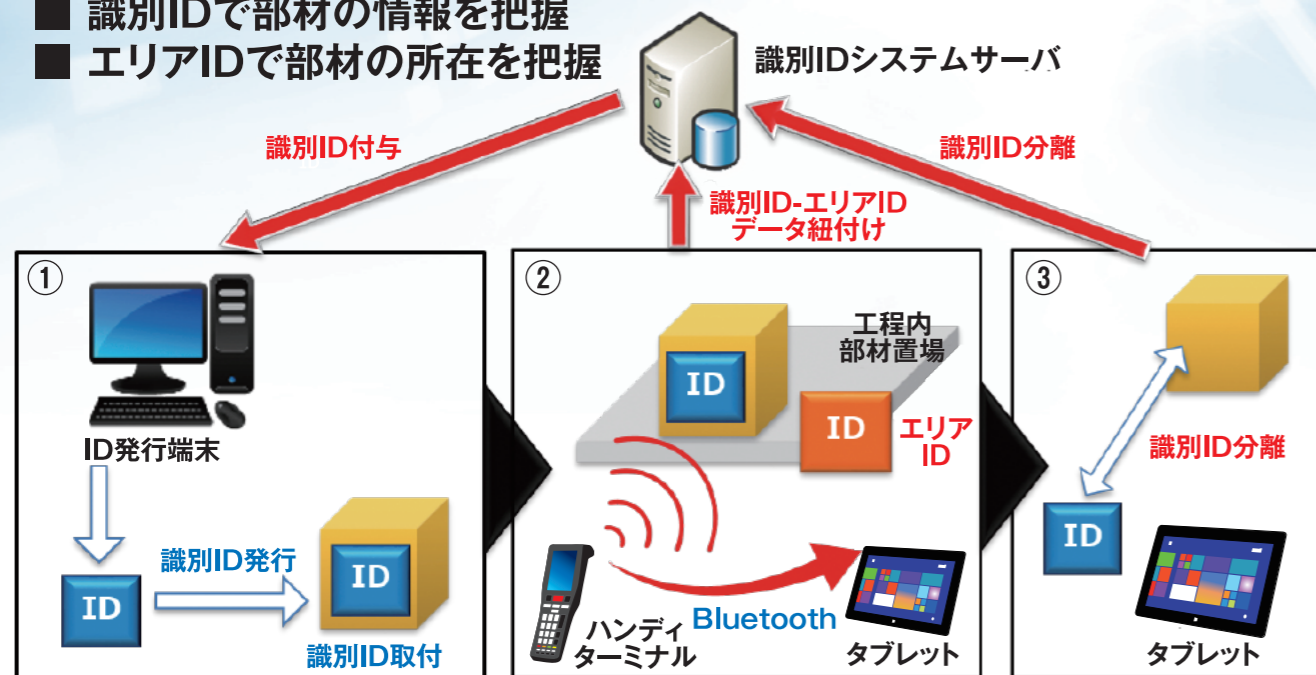 ■ 識別IDで部材の情報を把握
■ エリアIDで部材の所在を把握
識別IDシステムサーバ
識別ID付与
識別ID分離
識別ID-エリアID
データ紐付け
①
ID発行端末
ID
識別ID発行
ID
識別ID取付
②
工程内
部材置場
ID
ID
エリア
ID
ハンディ
ターミナル
Bluetooth
タブレット
③
識別ID分離
ID
タブレット